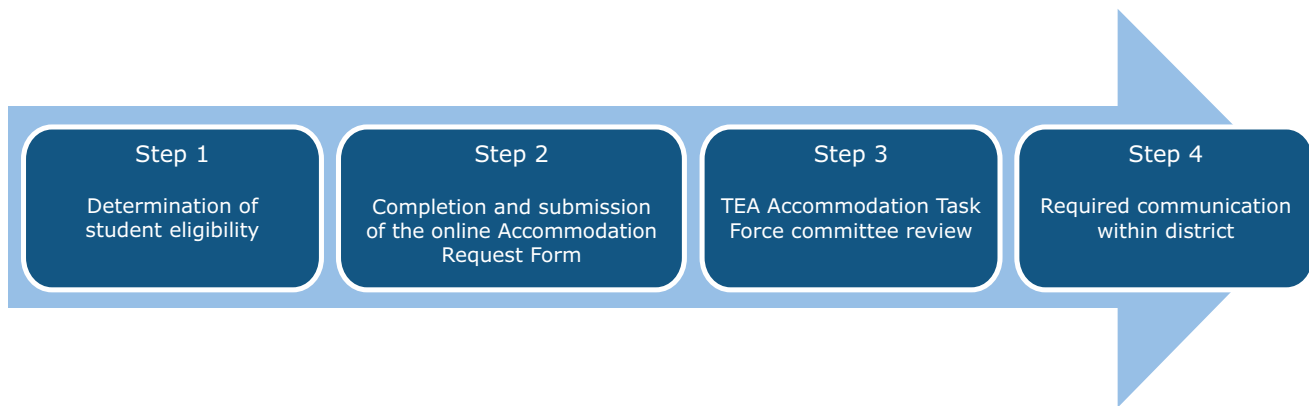 Step 1
Determination of
student eligibility
Step 2
Completion and submission
of the online Accommodation
Request Form
Step 3
TEA Accommodation Task
Force committee review
Step 4
Required communication
within district